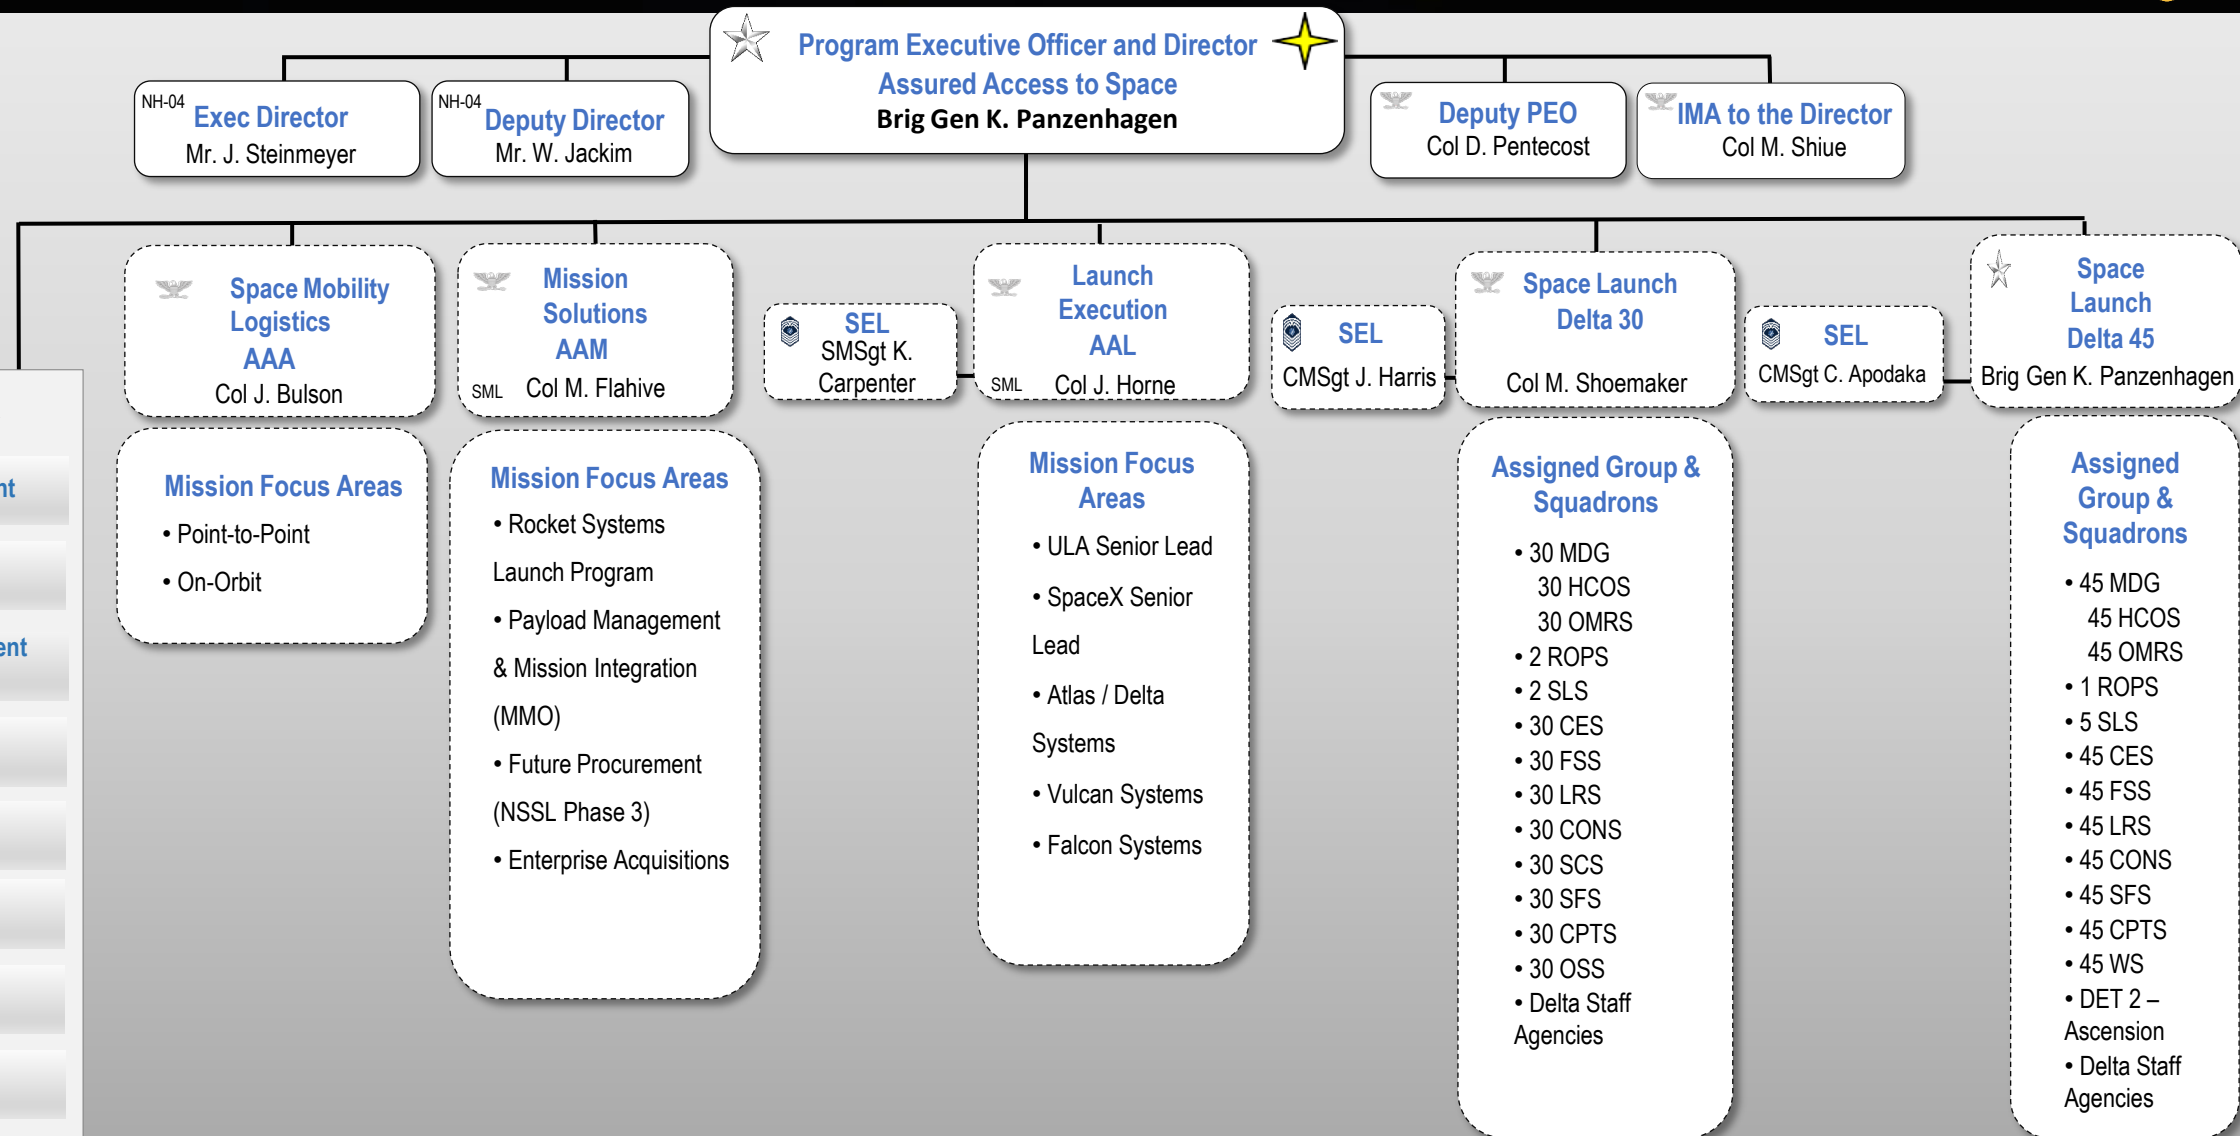 Program Executive Officer and Director
Assured Access to Space
Brig Gen K. Panzenhagen
NH-04
Exec Director
Mr. J. Steinmeyer
NH-04
Deputy Director
Mr. W. Jackim
Deputy PEO
Col D. Pentecost
IMA to the Director
Col M. Shiue
Space Mobility
Logistics
AAA
Col J. Bulson
Mission Focus Areas
• Point-to-Point
• On-Orbit
Mission
Solutions
AAM
SML Col M. Flahive
Mission Focus Areas
• Rocket Systems
Launch Program
• Payload Management
& Mission Integration
(MMO)
• Future Procurement
(NSSL Phase 3)
• Enterprise Acquisitions
SEL
SMSgt K.
Carpenter
Launch
Execution
AAL
SML Col J. Horne
Mission Focus
Areas
• ULA Senior Lead
• SpaceX Senior
Lead
• Atlas / Delta
Systems
• Vulcan Systems
• Falcon Systems
SEL
CMSgt J. Harris
Space Launch
Delta 30
Col M. Shoemaker
Assigned Group &
Squadrons
• 30 MDG
30 HCOS
30 OMRS
• 2 ROPS
• 2 SLS
• 30 CES
• 30 FSS
• 30 LRS
• 30 CONS
• 30 SCS
• 30 SFS
• 30 CPTS
• 30 OSS
• Delta Staff
Agencies
SEL
CMSgt C. Apodaka
Space
Launch
Delta 45
Brig Gen K. Panzenhagen
Assigned
Group &
Squadrons
• 45 MDG
45 HCOS
45 OMRS
• 1 ROPS
• 5 SLS
• 45 CES
• 45 FSS
• 45 LRS
• 45 CONS
• 45 SFS
• 45 CPTS
• 45 WS
• DET 2 –
Ascension
• Delta Staff
Agencies